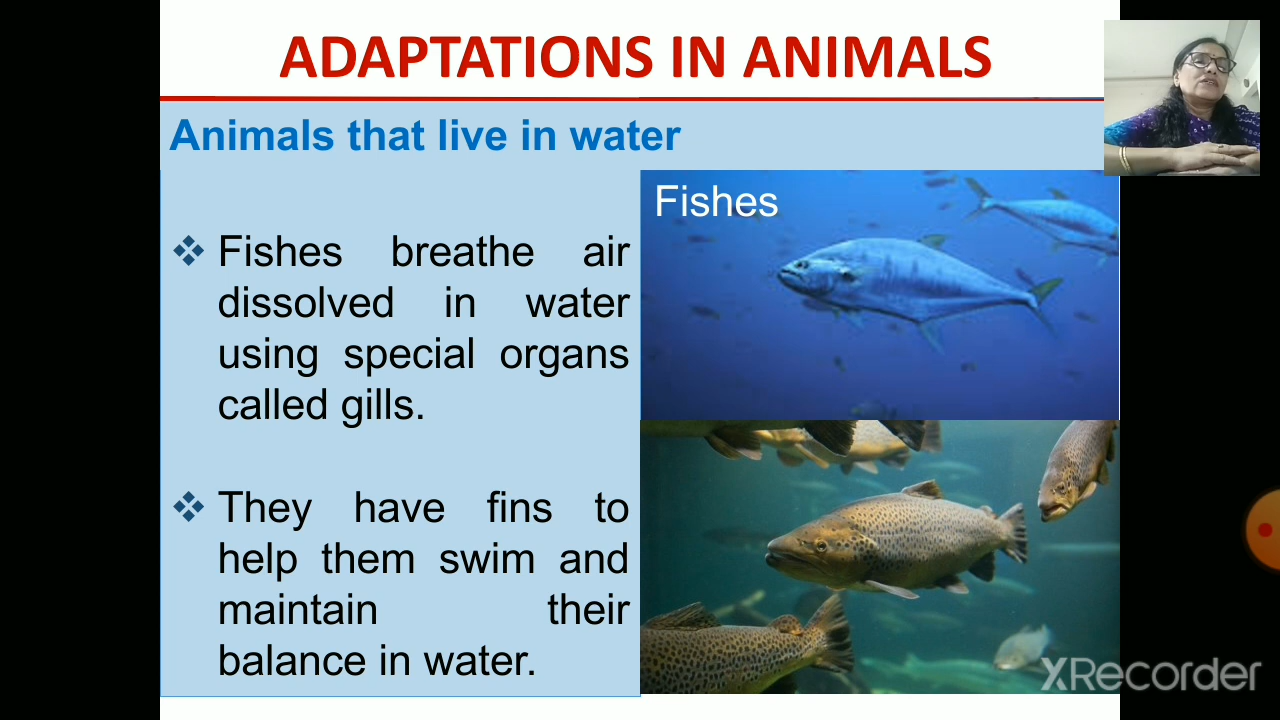 ADAPTATIONS IN ANIMALS
Animals that live in water
Fishes breathe air
dissolved in water
using special organs
called gills.
They have fins to
help them swim and
maintain their
balance in water.
Fishes
XRecorder